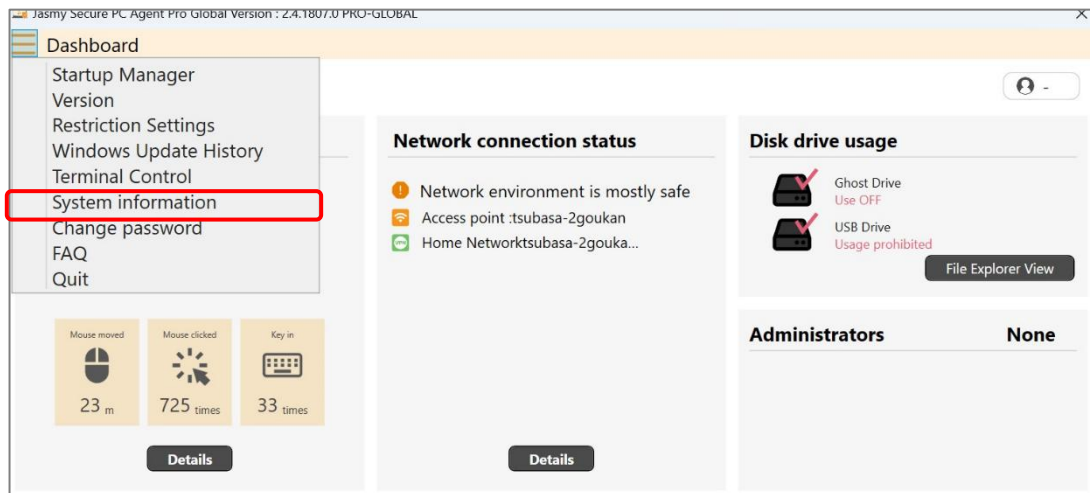 Jasmy Secure PC Agent Pro Global Version : 2.4.1807.0 PRO-GLOBAL
Dashboard
Startup Manager
Version
Restriction Settings
Windows Update History
Terminal Control
System information
Change password
FAQ
Quit
-
Mouse moved
23 m
Mouse clicked
725 times
Key in
33 times
Details
Network connection status
Network environment is mostly safe
Access point :tsubasa-2goukan
Home Networktsubasa-2gouka...
Details
Disk drive usage
Ghost Drive
Use OFF
USB Drive
Usage prohibited
File Explorer View
Administrators None